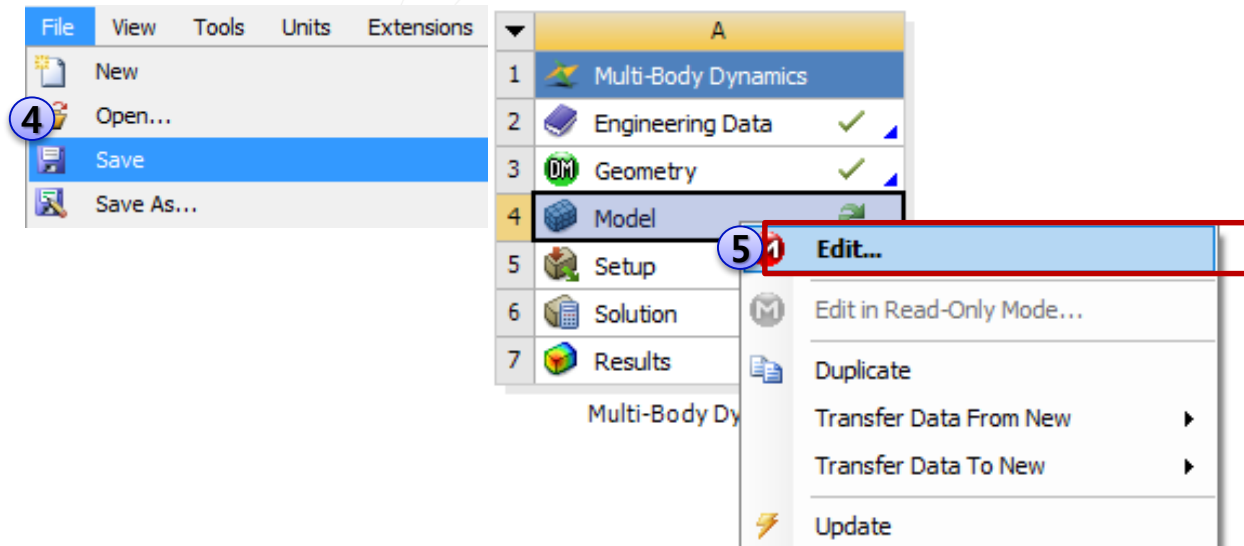 File View Tools Units Extensions
New
4 Open...
Save
Save As...
A
1 Multi-Body Dynamics
2 Engineering Data
3 DM Geometry
4 Model
5 Setup
6 Solution
7 Results
Multi-Body Dy
5 Edit...
M Edit in Read-Only Mode...
Duplicate
Transfer Data From New
Transfer Data To New
Update